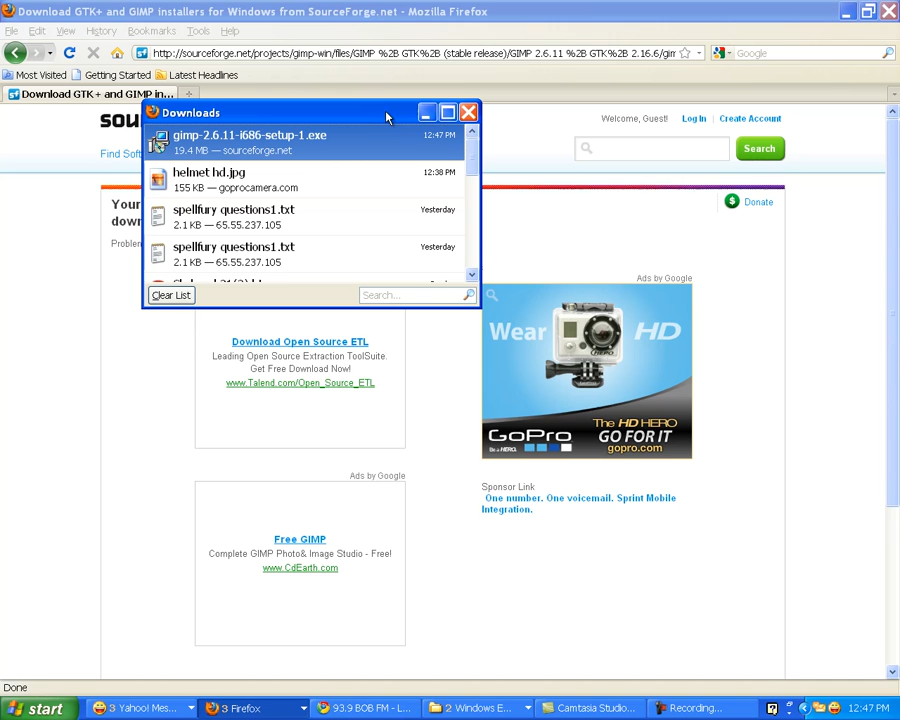 Download GTK+ and GIMP installers for Windows from SourceForge.net - Mozilla Firefox
File Edit View History Bookmarks Tools Help
http://sourceforge.net/projects/gimp-win/files/GIMP %2B GTK%2B (stable release)/GIMP 2.6.11 %2B GTK%2B 2.16.6/gim
Google
Most Visited Getting Started Latest Headlines
Download GTK+ and GIMP in...
Downloads
gimp-2.6.11-i686-setup-1.exe 12:47 PM
19.4 MB — sourceforge.net
helmet hd.jpg 12:38 PM
155 KB — goprocamera.com
spellfury questions1.txt Yesterday
2.1 KB — 65.55.237.105
spellfury questions1.txt Yesterday
2.1 KB — 65.55.237.105
Clear List
Search...
Welcome, Guest! Log In Create Account
Find Soft
Search
Your
down
Problem
Donate
Ads by Google
Download Open Source ETL
Leading Open Source Extraction ToolSuite.
Get Free Download Now!
www.Talend.com/Open_Source_ETL
Wear HD
HERO
GoPro
Be a HERO.
The HD HERO
GO FOR IT
gopro.com
Ads by Google
Free GIMP
Complete GIMP Photo& Image Studio - Free!
www.CdEarth.com
Sponsor Link
One number. One voicemail. Sprint Mobile
Integration.
Done
start
3 Yahoo! Mes...
3 Firefox
93.9 BOB FM - L...
2 Windows E...
Camtasia Studio...
Recording...
12:47 PM